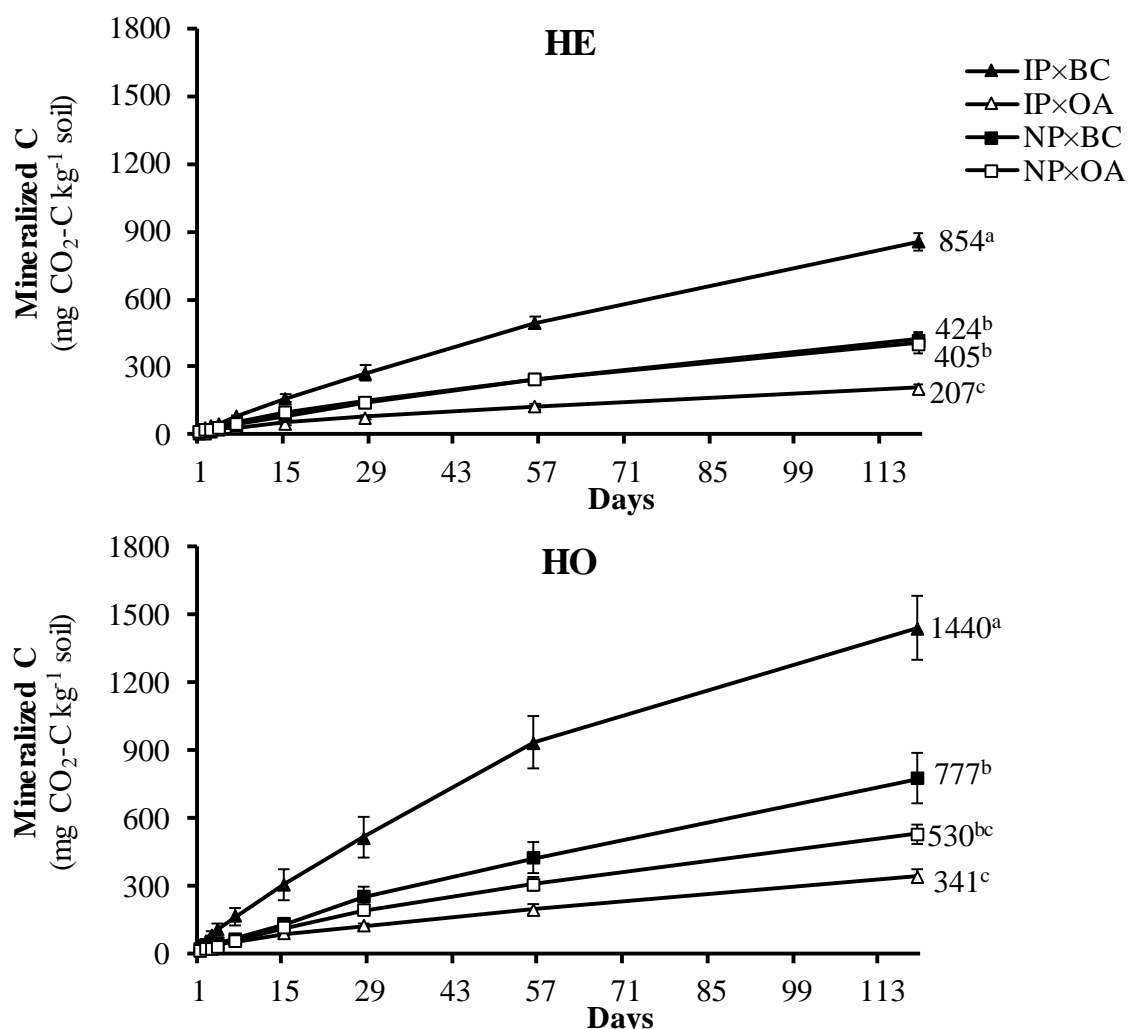 HE
Mineralized C
(mg CO₂-C kg⁻¹ soil)
1800
1500
1200
900
600
300
0
1 15 29 43 57 71 85 99 113
Days
854ᵃ
424ᵇ
405ᵇ
207ᶜ
IP×BC
IP×OA
NP×BC
NP×OA
HO
Mineralized C
(mg CO₂-C kg⁻¹ soil)
1800
1500
1200
900
600
300
0
1 15 29 43 57 71 85 99 113
Days
1440ᵃ
777ᵇ
530ᵇᶜ
341ᶜ